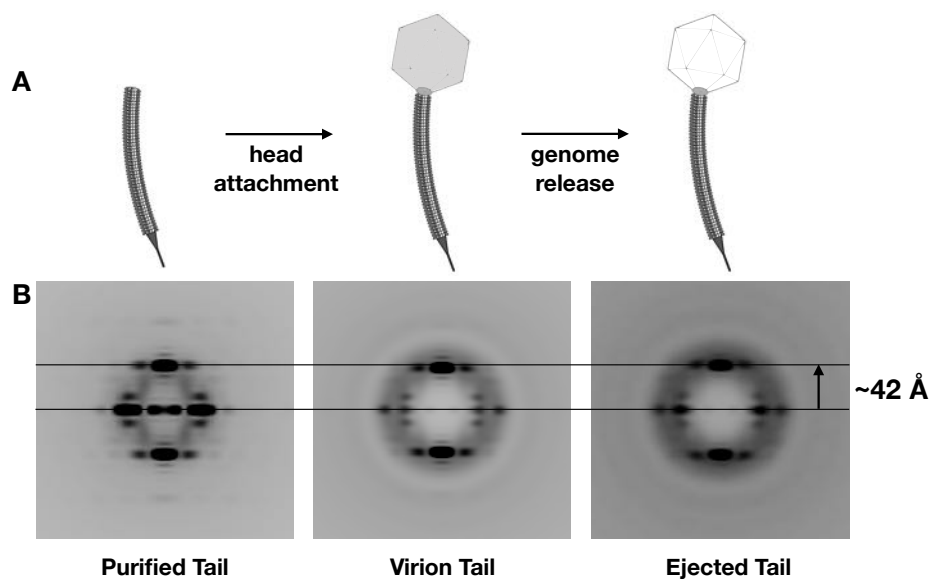 A
head
attachment
genome
release
B
~42 Å
Purified Tail
Virion Tail
Ejected Tail